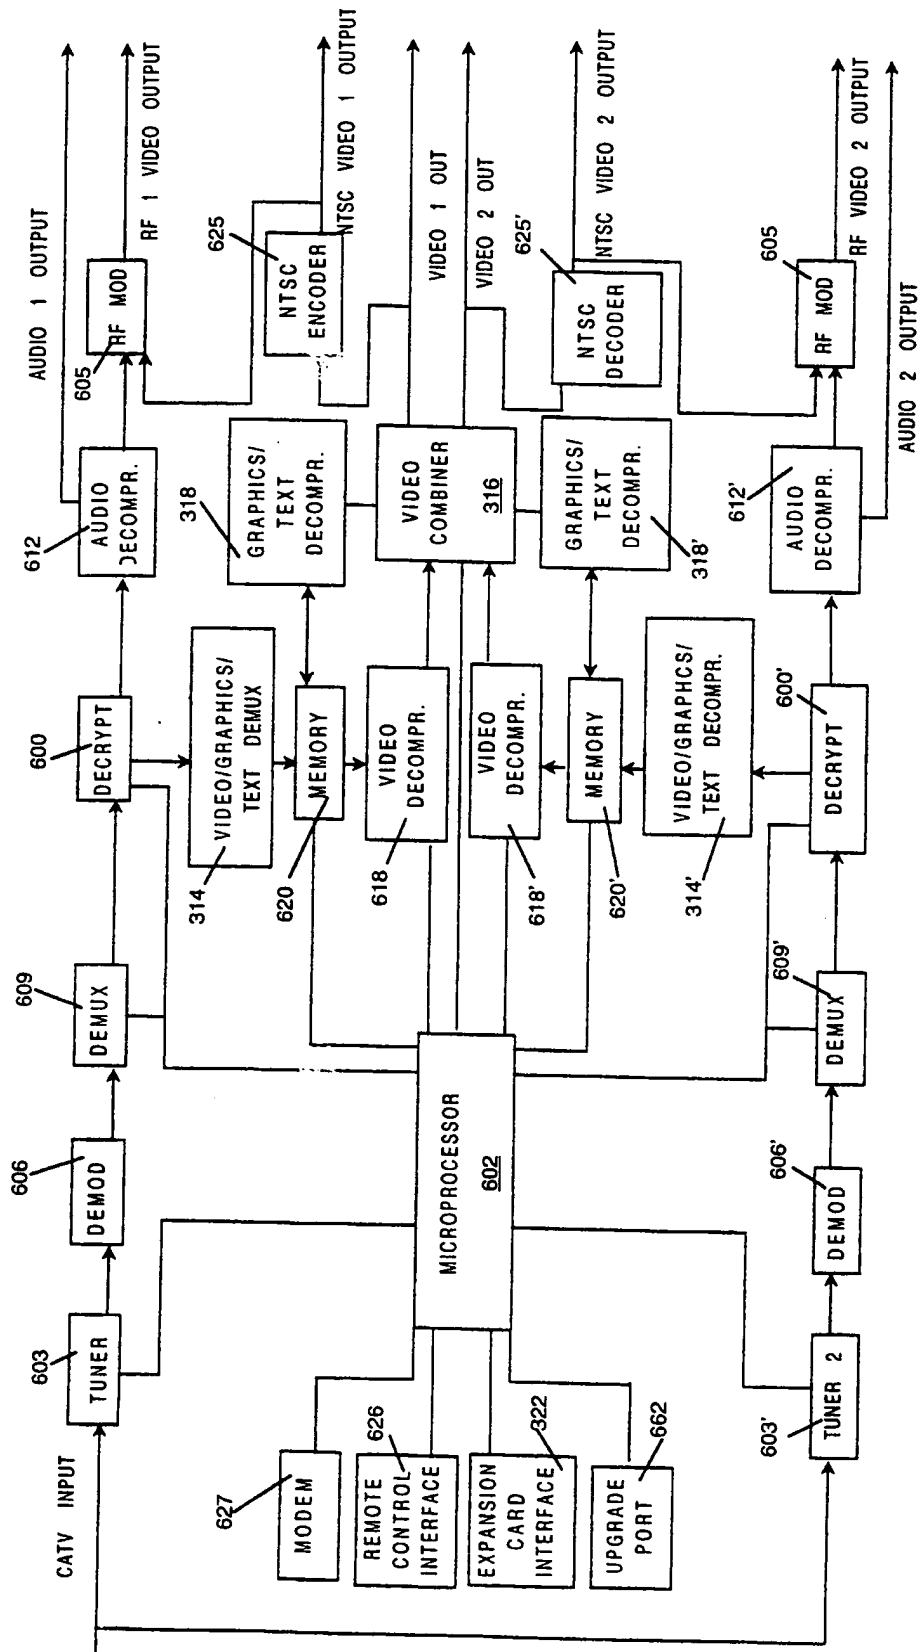 CATV INPUT
603
TUNER
606
DEMOD
609
DEMUX
600
DECRYPT
612
AUDIO
DECOMPR.
605
RF MOD
AUDIO 1 OUTPUT
RF 1 VIDEO OUTPUT
314
VIDEO/GRAPHICS/
TEXT DEMUX
318
GRAPHICS/
TEXT
DECOMPR.
625
NTSC
ENCODER
NTSC VIDEO 1 OUTPUT
627
MODEM
620
MEMORY
626
REMOTE
CONTROL
INTERFACE
MICROPROCESSOR
602
618
VIDEO
DECOMPR.
VIDEO
COMBINER
316
VIDEO 1 OUT
VIDEO 2 OUT
322
EXPANSION
CARD
INTERFACE
618'
VIDEO
DECOMPR.
662
UPGRADE
PORT
620'
MEMORY
GRAPHICS/
TEXT
DECOMPR.
318'
625'
NTSC
DECODER
NTSC VIDEO 2 OUTPUT
314'
VIDEO/GRAPHCS/
TEXT DECOMPR.
603'
TUNER 2
606'
DEMOD
609'
DEMUX
600'
DECRYPT
612'
AUDIO
DECOMPR.
605
RF MOD
RF VIDEO 2 OUTPUT
AUDIO 2 OUTPUT